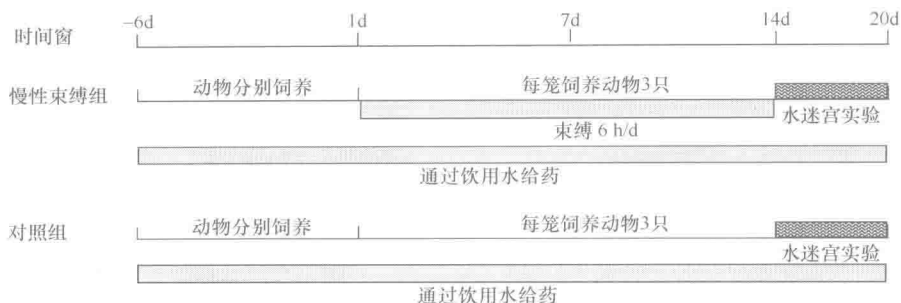 −6d 1d 7d 14d 20d
时间窗
慢性束缚组 动物分别饲养 每笼饲养动物3只
束缚 6 h/d 水迷宫实验
通过饮用水给药
对照组 动物分别饲养 每笼饲养动物3只
水迷宫实验
通过饮用水给药